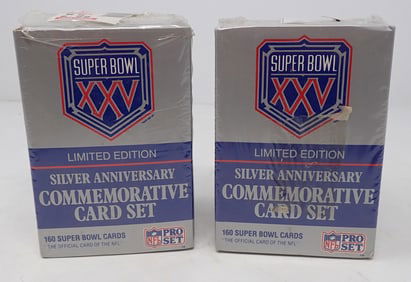 SUPER BOWL
XXV
LIMITED EDITION
SILVER ANNIVERSARY
COMMEMORATIVE
CARD SET
160 SUPER BOWL CARDS
THE OFFICIAL CARD OF THE NFL
NFL
PRO
SET
SUPER BOWL
XXV
LIMITED EDITION
SILVER ANNIVERSARY
COMMEMORATIVE
CARD SET
160 SUPER BOWL CARDS
THE OFFICIAL CARD OF THE NFL
NFL
PRO
SET